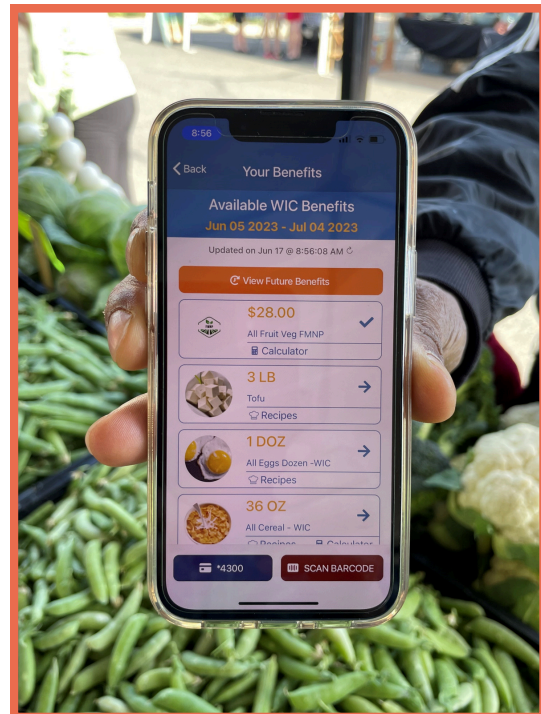 8:56
Back
Your Benefits
Available WIC Benefits
Jun 05 2023 - Jul 04 2023
Updated on Jun 17 @ 8:56:08 AM
View Future Benefits
$28.00
All Fruit Veg FMNP
Calculator
3 LB
Tofu
Recipes
1 DOZ
All Eggs Dozen -WIC
Recipes
36 OZ
All Cereal - WIC
Recipes Calculator
*4300
SCAN BARCODE